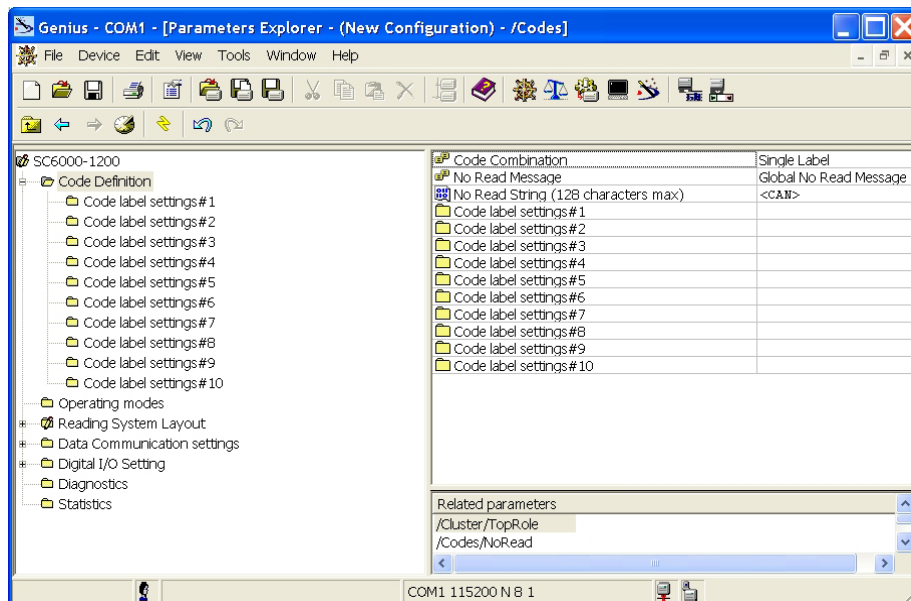 Genius - COM1 - [Parameters Explorer - (New Configuration) - /Codes]
File Device Edit View Tools Window Help
SC6000-1200
Code Definition
Code label settings#1
Code label settings#2
Code label settings#3
Code label settings#4
Code label settings#5
Code label settings#6
Code label settings#7
Code label settings#8
Code label settings#9
Code label settings#10
Operating modes
Reading System Layout
Data Communication settings
Digital I/O Setting
Diagnostics
Statistics
Code Combination Single Label
No Read Message Global No Read Message
No Read String (128 characters max) <CAN>
Code label settings#1
Code label settings#2
Code label settings#3
Code label settings#4
Code label settings#5
Code label settings#6
Code label settings#7
Code label settings#8
Code label settings#9
Code label settings#10
Related parameters
/Cluster/TopRole
/Codes/NoRead
COM1 115200 N 8 1